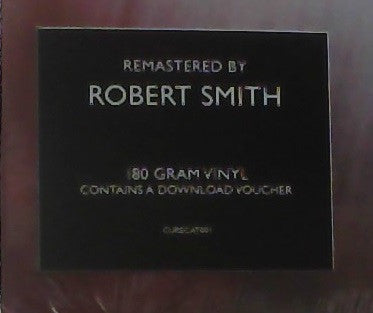 REMASTERED BY
ROBERT SMITH
180 GRAM VINYL
CONTAINS A DOWNLOAD VOUCHER